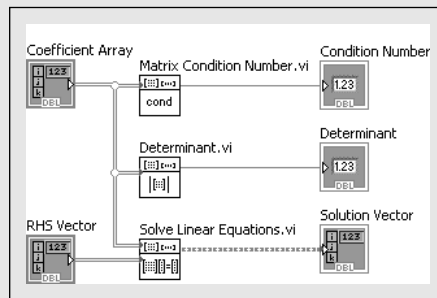 Coefficient Array
Matrix Condition Number.vi
Condition Number
i
j
k
123
DBL
cond
1.23
DBL
Determinant.vi
Determinant
1.23
DBL
RHS Vector
Solve Linear Equations.vi
Solution Vector
i
j
k
123
DBL
i
j
k
123
DBL